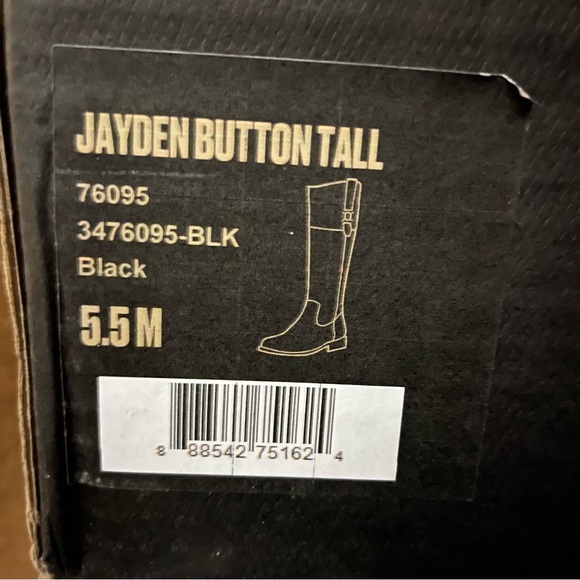 JAYDEN BUTTON TALL
76095
3476095-BLK
Black
5.5 M
8 88542 75162 4